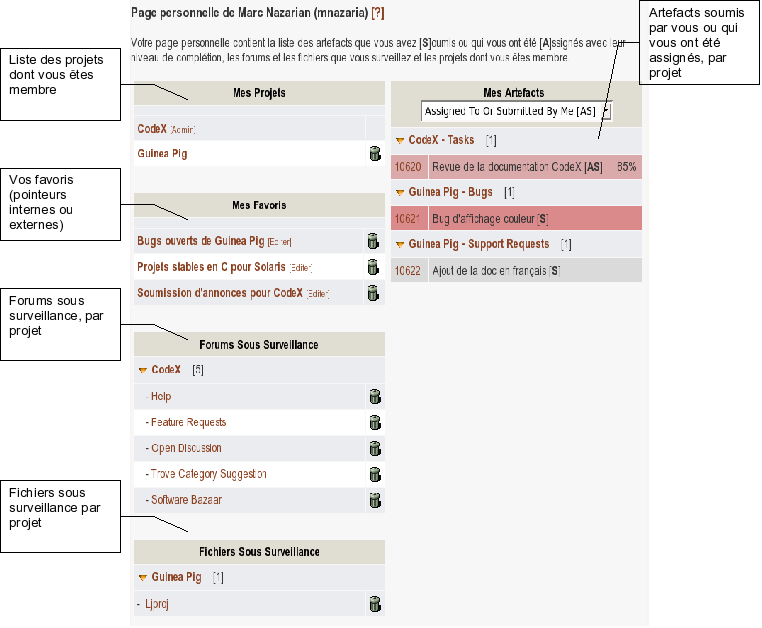 Page personnelle de Marc Nazarian (mnazaria) [?]
Votre page personnelle contient la liste des artefacts que vous avez [S]oumis ou qui vous ont été [A]ssignés avec leur
niveau de complétion, les forums et les fichiers que vous surveillez et les projets dont vous êtes membre.
Artefacts soumis
par vous ou qui
vous ont été
assignés, par
projet
Liste des projets
dont vous êtes
membre
Mes Projets
CodeX [Admin]
Guinea Pig
Vos favoris
(pointeurs
internes ou
externes)
Mes Favoris
Bugs ouverts de Guinea Pig [Editer]
Projets stables en C pour Solaris [Editer]
Soumission d'annonces pour CodeX [Editer]
Forums sous
surveillance, par
projet
Forums Sous Surveillance
CodeX [5]
- Help
- Feature Requests
- Open Discussion
- Trove Category Suggestion
- Software Bazaar
Fichiers sous
surveillance par
projet
Fichiers Sous Surveillance
Guinea Pig [1]
- Ljproj
Mes Artefacts
Assigned To Or Submitted By Me [AS]
CodeX - Tasks [1]
10620 Revue de la documentation CodeX [AS] 85%
Guinea Pig - Bugs [1]
10621 Bug d'affichage couleur [S]
Guinea Pig - Support Requests [1]
10622 Ajout de la doc en français [S]